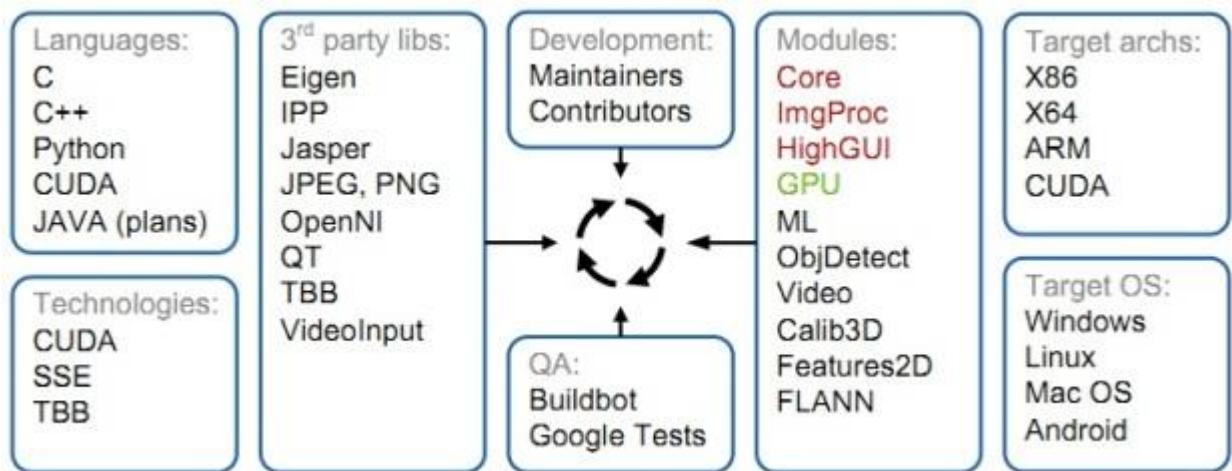 Languages:
C
C++
Python
CUDA
JAVA (plans)
Technologies:
CUDA
SSE
TBB
3rd party libs:
Eigen
IPP
Jasper
JPEG, PNG
OpenNI
QT
TBB
VideoInput
Development:
Maintainers
Contributors
QA:
Buildbot
Google Tests
Modules:
Core
ImgProc
HighGUI
GPU
ML
ObjDetect
Video
Calib3D
Features2D
FLANN
Target archs:
X86
X64
ARM
CUDA
Target OS:
Windows
Linux
Mac OS
Android